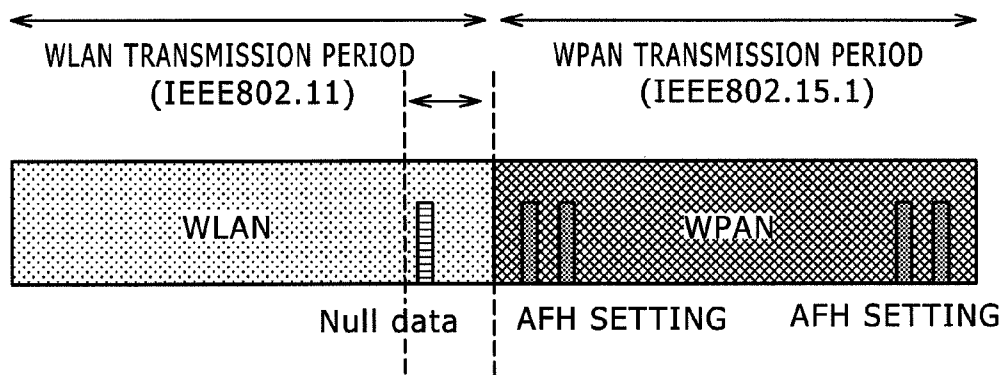 WLAN TRANSMISSION PERIOD
(IEEE802.11)
WPAN TRANSMISSION PERIOD
(IEEE802.15.1)
WLAN
WPAN
Null data
AFH SETTING
AFH SETTING